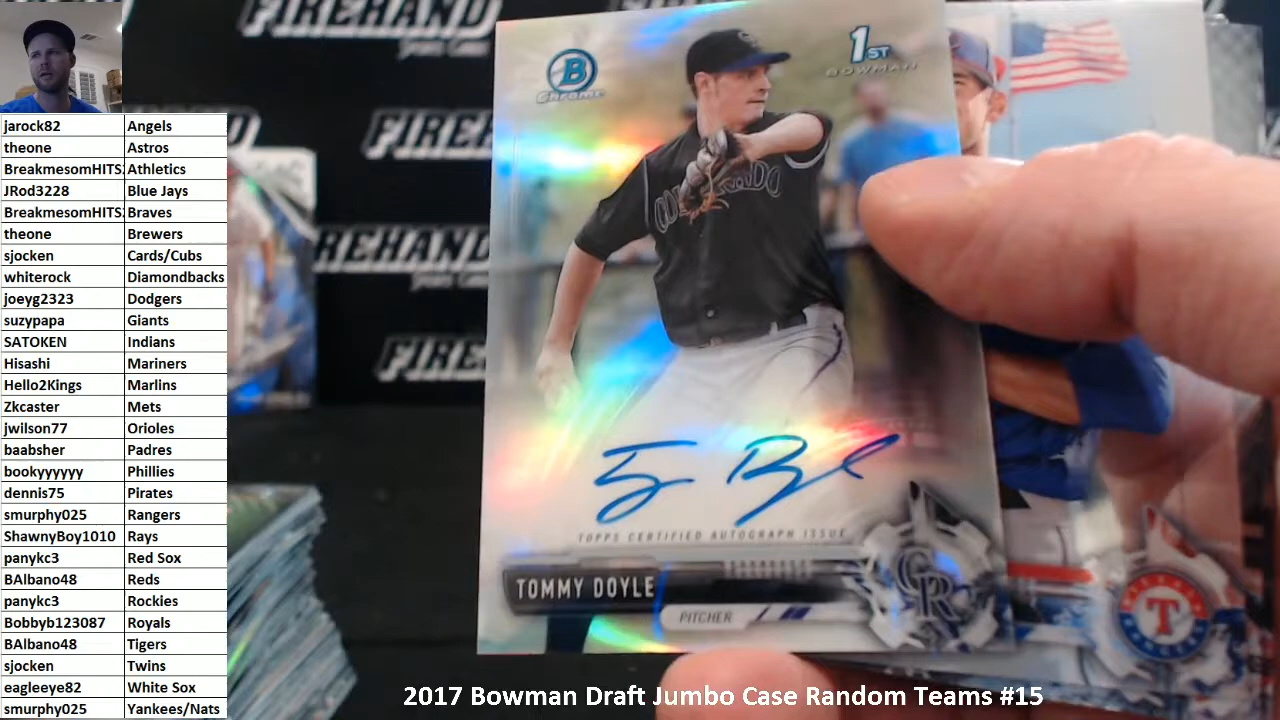 jarock82 Angels
theone Astros
BreakmesomHITS Athletics
JRod3228 Blue Jays
BreakmesomHITS Braves
theone Brewers
sjocken Cards/Cubs
whiterock Diamondbacks
joeyg2323 Dodgers
suzypapa Giants
SATOKEN Indians
Hisashi Mariners
Hello2Kings Marlins
Zkcaster Mets
jwilson77 Orioles
baabsher Padres
bookyyyyyy Phillies
dennis75 Pirates
smurphy025 Rangers
ShawnyBoy1010 Rays
panykc3 Red Sox
BAlbano48 Reds
panykc3 Rockies
Bobbyb123087 Royals
BAlbano48 Tigers
sjocken Twins
eagleeye82 White Sox
smurphy025 Yankees/Nats
FIREHAND
B
Chrome
1ST
BOWMAN
TOPPS CERTIFIED AUTOGRAPH ISSUE
TOMMY DOYLE
PITCHER
CR
T
2017 Bowman Draft Jumbo Case Random Teams #15